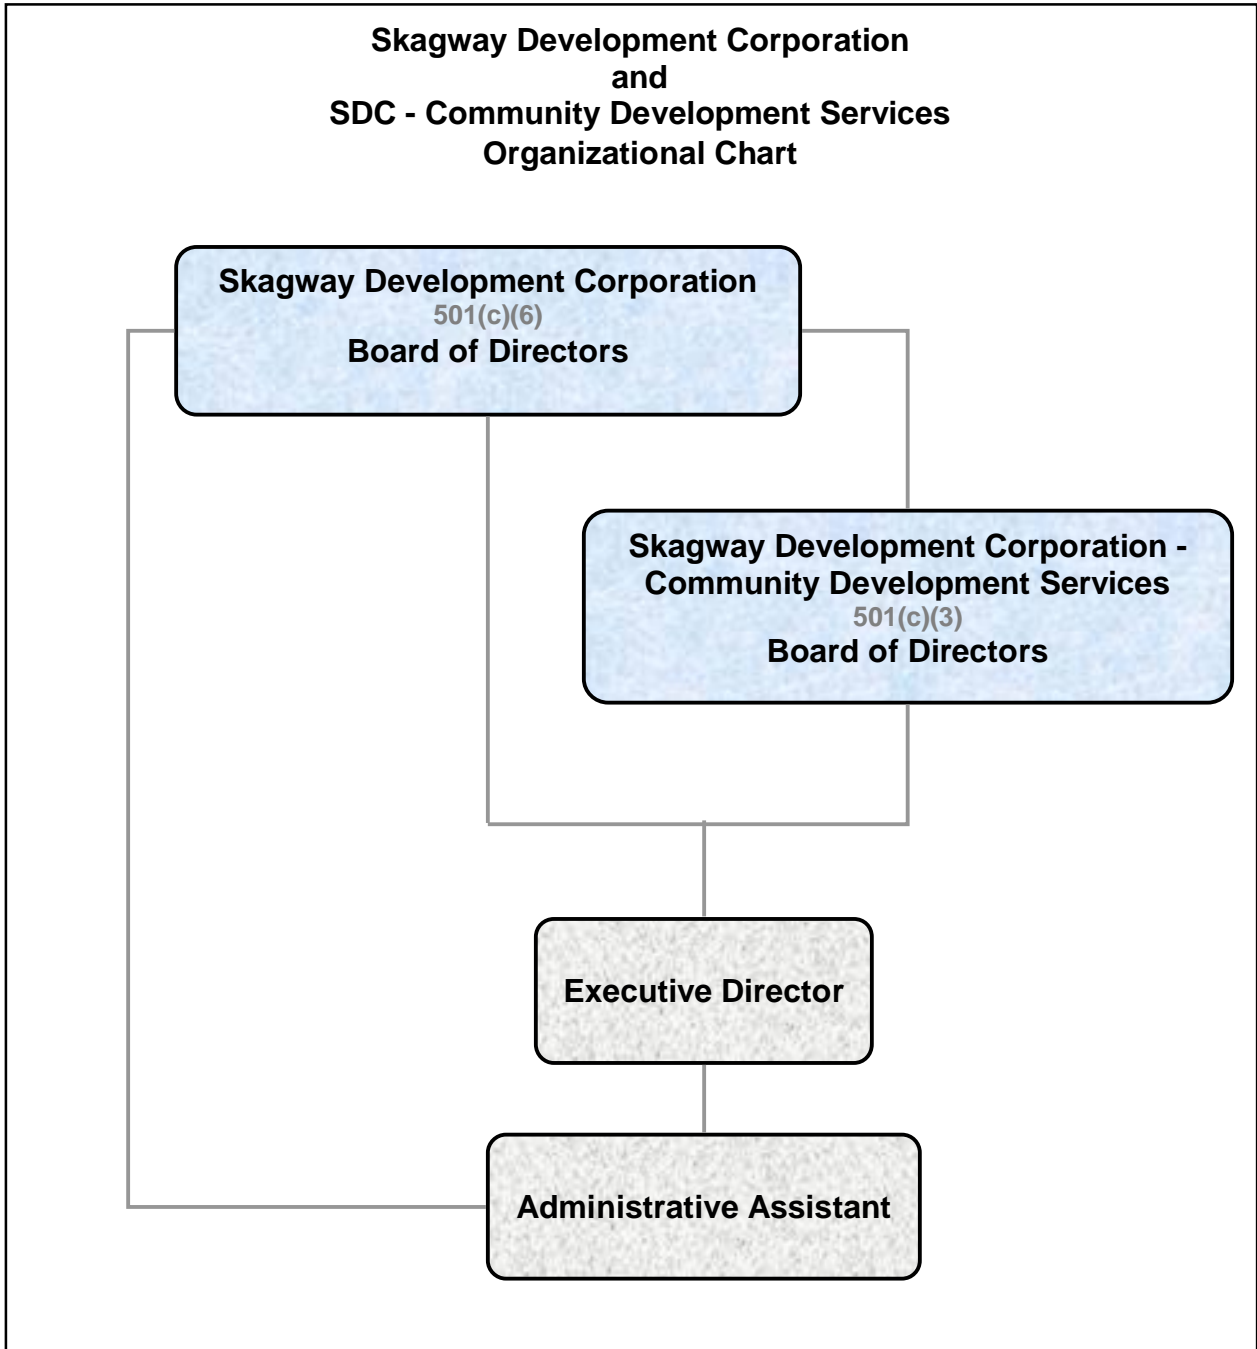 Skagway Development Corporation
and
SDC - Community Development Services
Organizational Chart
Skagway Development Corporation
501(c)(6)
Board of Directors
Skagway Development Corporation -
Community Development Services
501(c)(3)
Board of Directors
Executive Director
Administrative Assistant